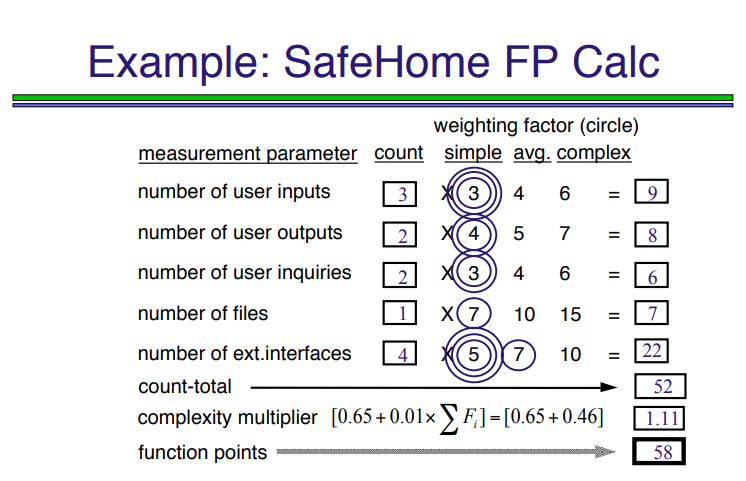 Example: SafeHome FP Calc
weighting factor (circle)
measurement parameter count simple avg. complex
number of user inputs 3 X 3 4 6 = 9
number of user outputs 2 X 4 5 7 = 8
number of user inquiries 2 X 3 4 6 = 6
number of files 1 X 7 10 15 = 7
number of ext.interfaces 4 X 5 7 10 = 22
count-total 52
complexity multiplier [0.65+0.01×∑Fᵢ]=[0.65+0.46] 1.11
function points 58